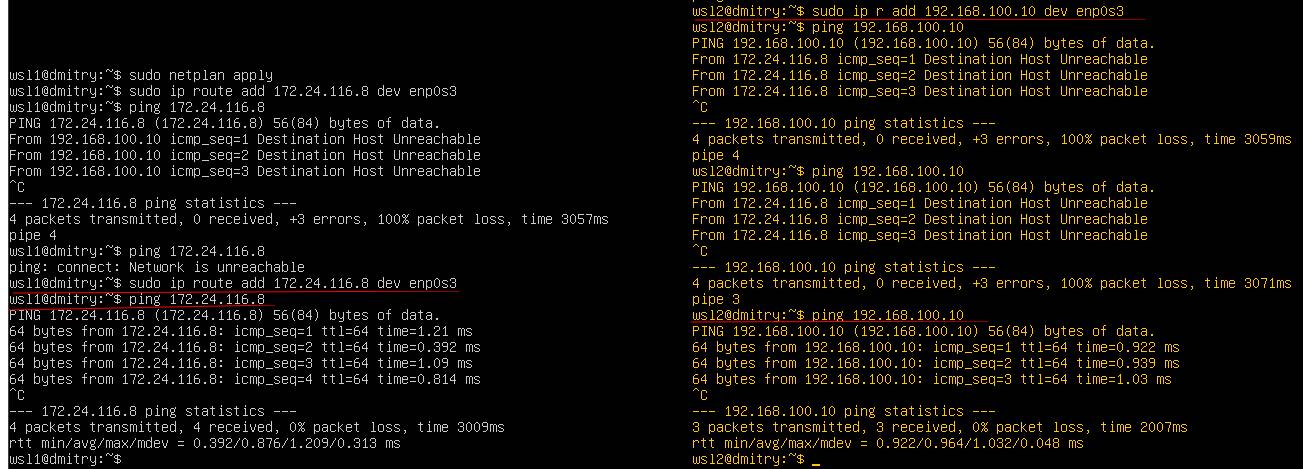 wsl1@dmitry:~$ sudo netplan apply
wsl1@dmitry:~$ sudo ip route add 172.24.116.8 dev enp0s3
wsl1@dmitry:~$ ping 172.24.116.8
PING 172.24.116.8 (172.24.116.8) 56(84) bytes of data.
From 192.168.100.10 icmp_seq=1 Destination Host Unreachable
From 192.168.100.10 icmp_seq=2 Destination Host Unreachable
From 192.168.100.10 icmp_seq=3 Destination Host Unreachable
^C
--- 172.24.116.8 ping statistics ---
4 packets transmitted, 0 received, +3 errors, 100% packet loss, time 3057ms
pipe 4
wsl1@dmitry:~$ ping 172.24.116.8
ping: connect: Network is unreachable
wsl1@dmitry:~$ sudo ip route add 172.24.116.8 dev enp0s3
wsl1@dmitry:~$ ping 172.24.116.8
PING 172.24.116.8 (172.24.116.8) 56(84) bytes of data.
64 bytes from 172.24.116.8: icmp_seq=1 ttl=64 time=1.21 ms
64 bytes from 172.24.116.8: icmp_seq=2 ttl=64 time=0.392 ms
64 bytes from 172.24.116.8: icmp_seq=3 ttl=64 time=1.09 ms
64 bytes from 172.24.116.8: icmp_seq=4 ttl=64 time=0.814 ms
^C
--- 172.24.116.8 ping statistics ---
4 packets transmitted, 4 received, 0% packet loss, time 3009ms
rtt min/avg/max/mdev = 0.392/0.876/1.209/0.313 ms
wsl1@dmitry:~$
wsl2@dmitry:~$ sudo ip r add 192.168.100.10 dev enp0s3
wsl2@dmitry:~$ ping 192.168.100.10
PING 192.168.100.10 (192.168.100.10) 56(84) bytes of data.
From 172.24.116.8 icmp_seq=1 Destination Host Unreachable
From 172.24.116.8 icmp_seq=2 Destination Host Unreachable
From 172.24.116.8 icmp_seq=3 Destination Host Unreachable
^C
--- 192.168.100.10 ping statistics ---
4 packets transmitted, 0 received, +3 errors, 100% packet loss, time 3059ms
pipe 4
wsl2@dmitry:~$ ping 192.168.100.10
PING 192.168.100.10 (192.168.100.10) 56(84) bytes of data.
From 172.24.116.8 icmp_seq=1 Destination Host Unreachable
From 172.24.116.8 icmp_seq=2 Destination Host Unreachable
From 172.24.116.8 icmp_seq=3 Destination Host Unreachable
^C
--- 192.168.100.10 ping statistics ---
4 packets transmitted, 0 received, +3 errors, 100% packet loss, time 3071ms
pipe 3
wsl2@dmitry:~$ ping 192.168.100.10
PING 192.168.100.10 (192.168.100.10) 56(84) bytes of data.
64 bytes from 192.168.100.10: icmp_seq=1 ttl=64 time=0.922 ms
64 bytes from 192.168.100.10: icmp_seq=2 ttl=64 time=0.939 ms
64 bytes from 192.168.100.10: icmp_seq=3 ttl=64 time=1.03 ms
^C
--- 192.168.100.10 ping statistics ---
3 packets transmitted, 3 received, 0% packet loss, time 2007ms
rtt min/avg/max/mdev = 0.922/0.964/1.032/0.048 ms
wsl2@dmitry:~$ _